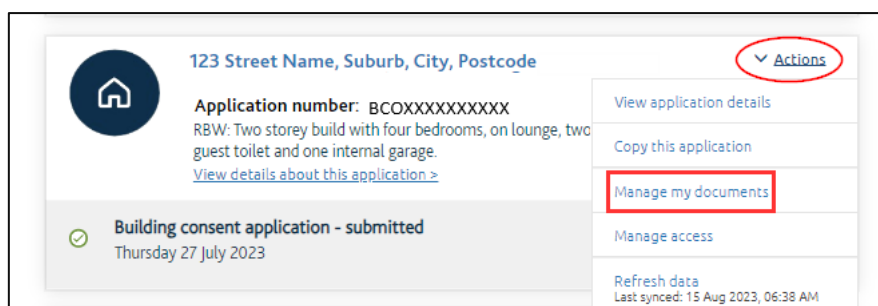 123 Street Name, Suburb, City, Postcode
Actions
Application number: BCOXXXXXXXXXX
RBW: Two storey build with four bedrooms, on lounge, two
guest toilet and one internal garage.
View details about this application >
Building consent application - submitted
Thursday 27 July 2023
View application details
Copy this application
Manage my documents
Manage access
Refresh data
Last synced: 15 Aug 2023, 06:38 AM